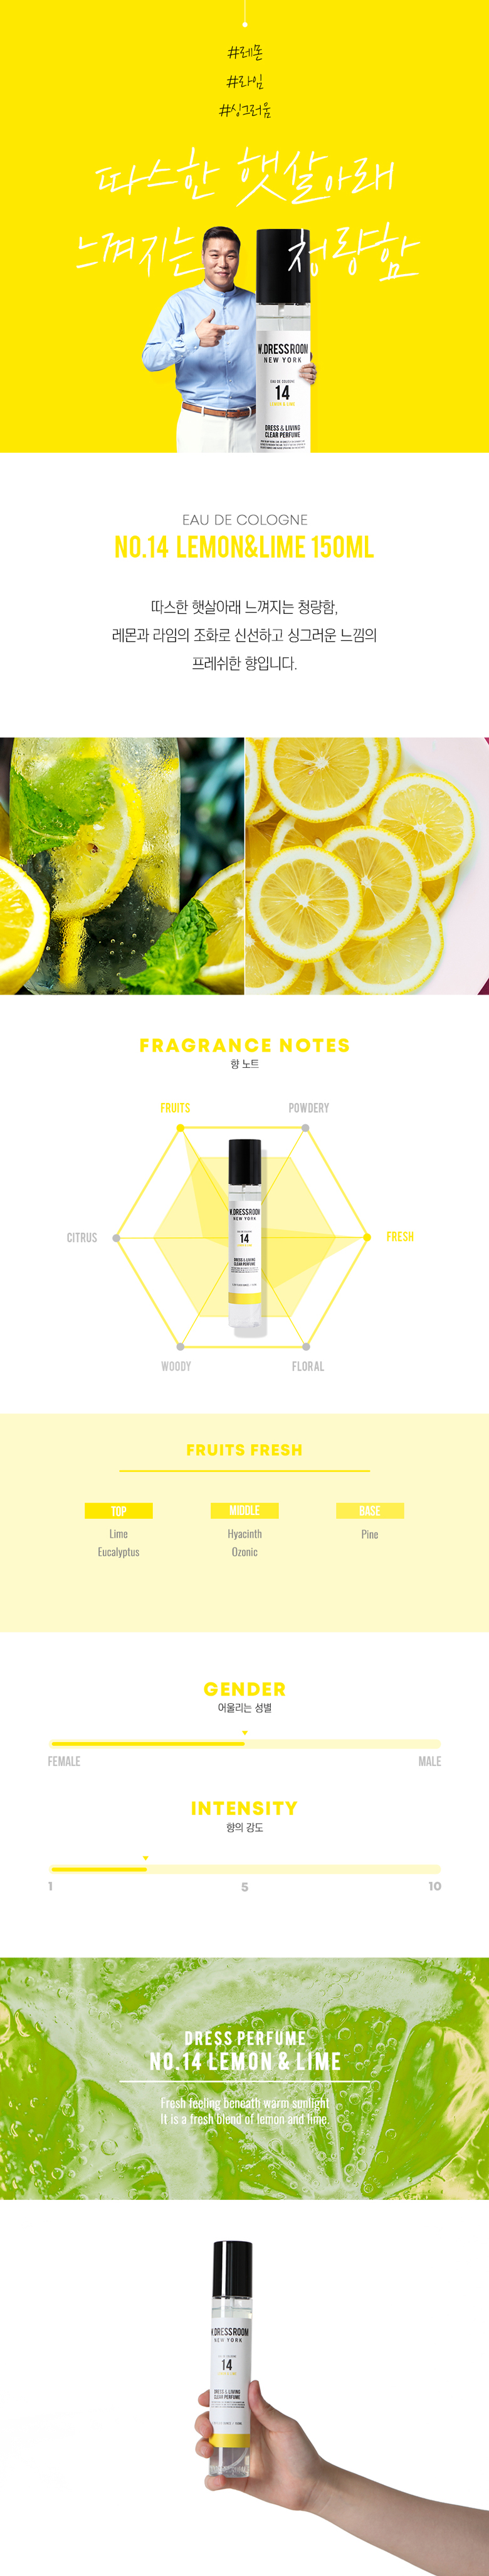 #레몬
#라임
#싱그러움
따스한 햇살아래
느껴지는 청량함
W.DRESSROOM
NEW YORK
EAU DE COLOGNE
14
LEMON & LIME
DRESS & LIVING
CLEAR PERFUME
EAU DE COLOGNE
NO.14 LEMON&LIME 150ML
따스한 햇살아래 느껴지는 청량함,
레몬과 라임의 조화로 신선하고 싱그러운 느낌의
프레쉬한 향입니다.
FRAGRANCE NOTES
향 노트
FRUITS
POWDERY
W.DRESSROOM
NEW YORK
14
DRESS & LIVING
CLEAR PERFUME
CITRUS
FRESH
WOODY
FLORAL
FRUITS FRESH
TOP
MIDDLE
BASE
Lime
Hyacinth
Pine
Eucalyptus
Ozonic
GENDER
어울리는 성별
FEMALE
MALE
INTENSITY
향의 강도
1
5
10
DRESS PERFUME
NO.14 LEMON & LIME
Fresh feeling beneath warm sunlight
It is a fresh blend of lemon and lime.
W.DRESSROOM
NEW YORK
14
DRESS & LIVING
CLEAR PERFUME